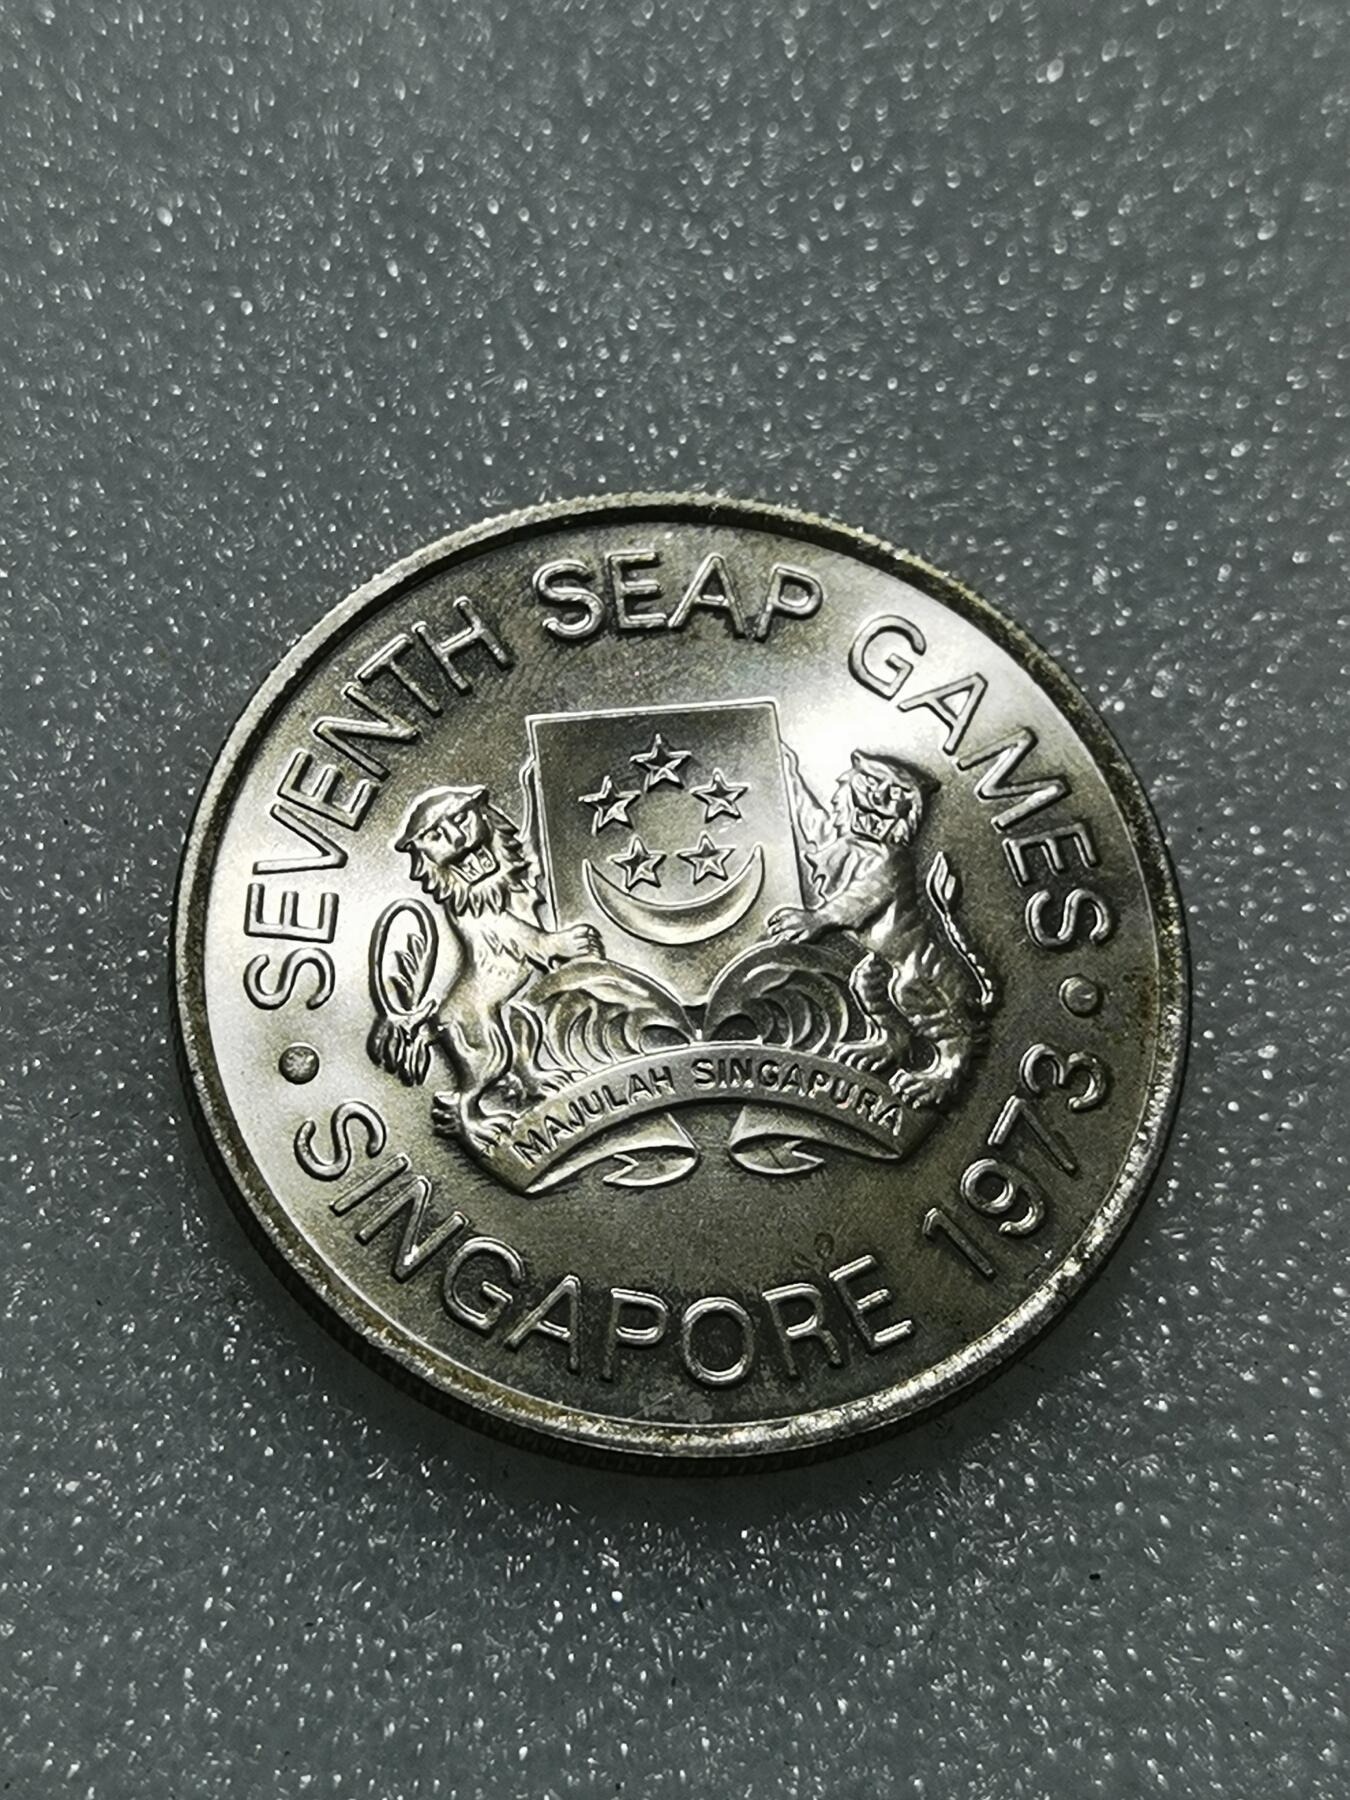 SEVENTH SEAP GAMES
MAJULAH SINGAPURA
• SINGAPORE 1973 •